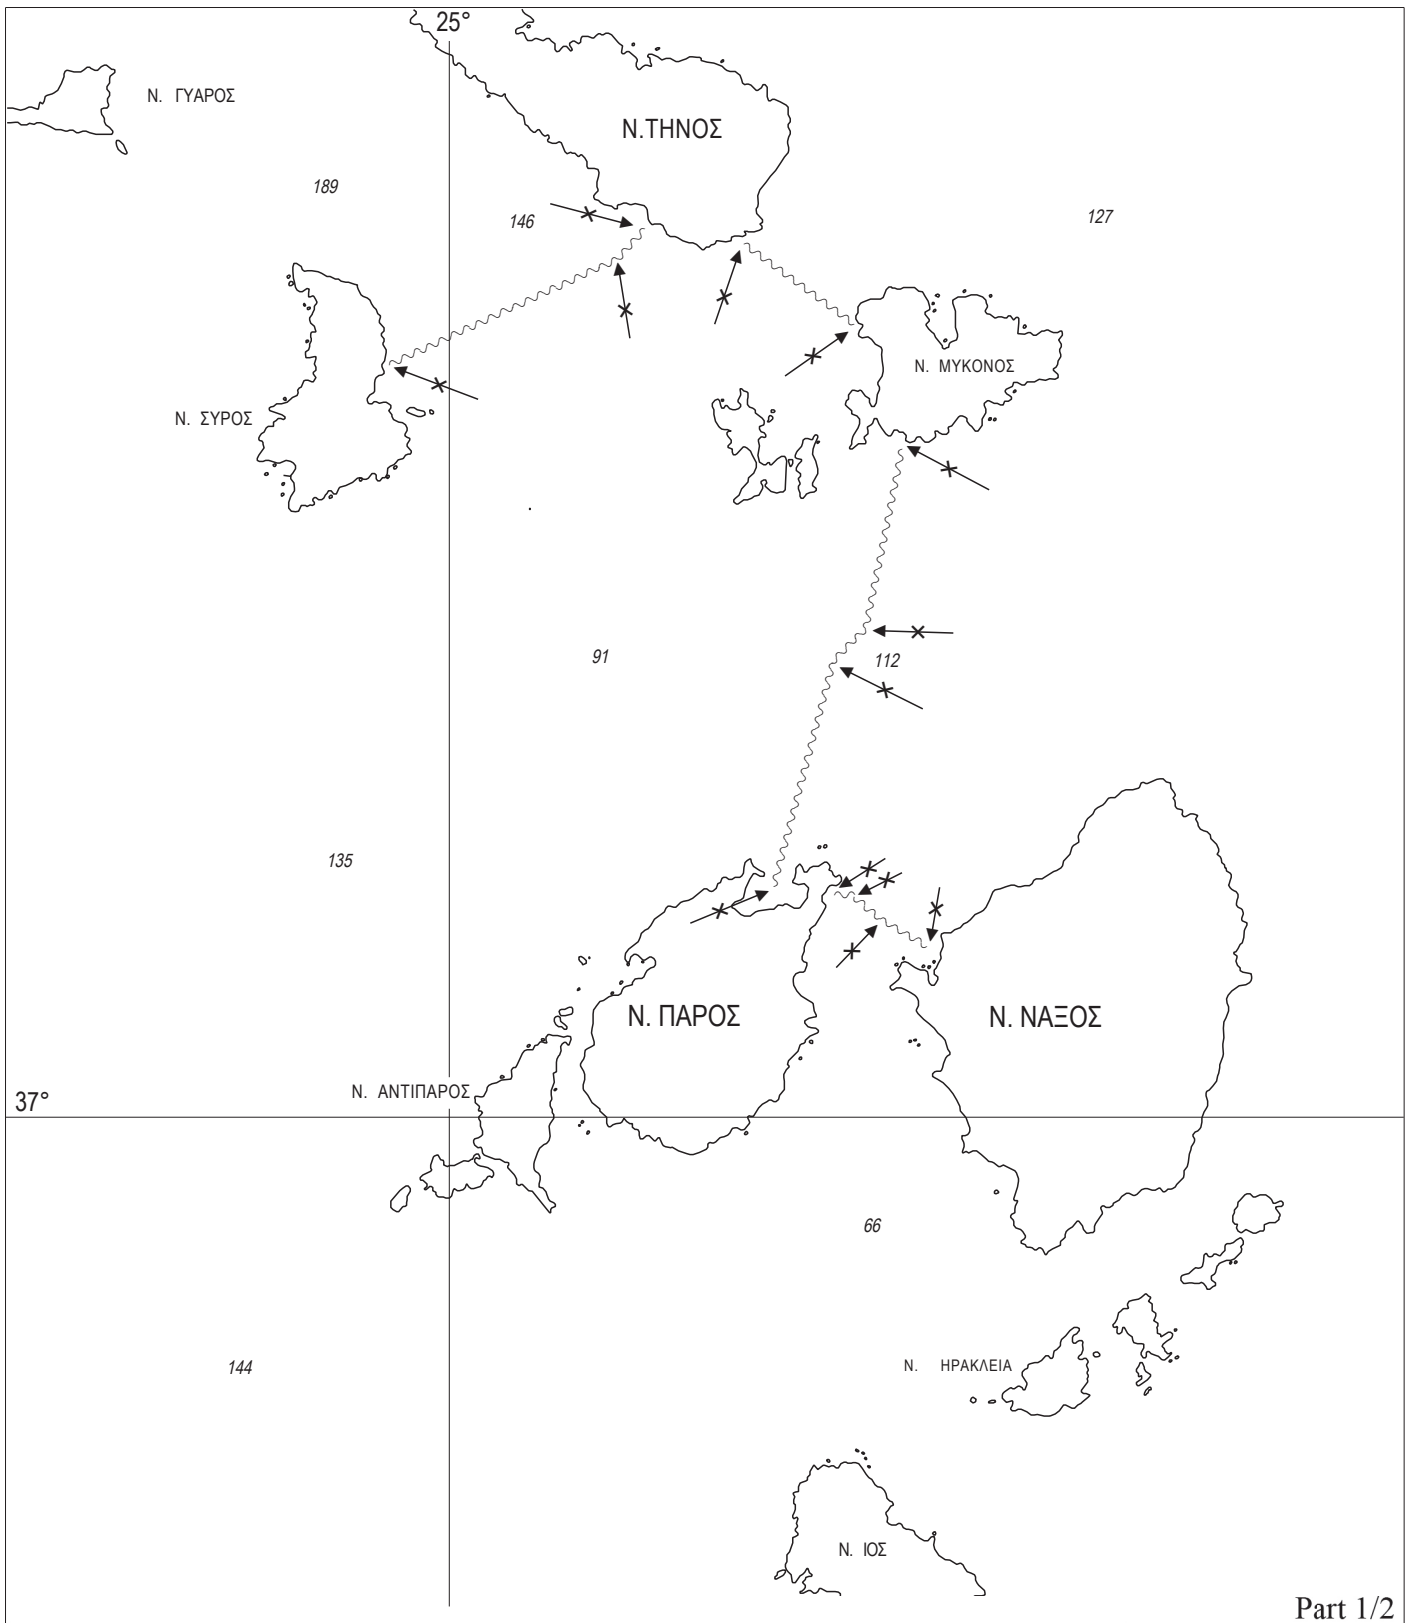 25°
Ν. ΓΥΑΡΟΣ
Ν.ΤΗΝΟΣ
189
146
127
Ν. ΜΥΚΟΝΟΣ
Ν. ΣΥΡΟΣ
91
112
135
Ν. ΠΑΡΟΣ
Ν. ΝΑΞΟΣ
Ν. ΑΝΤΙΠΑΡΟΣ
37°
66
144
Ν. ΗΡΑΚΛΕΙΑ
Ν. ΙΟΣ
Part 1/2